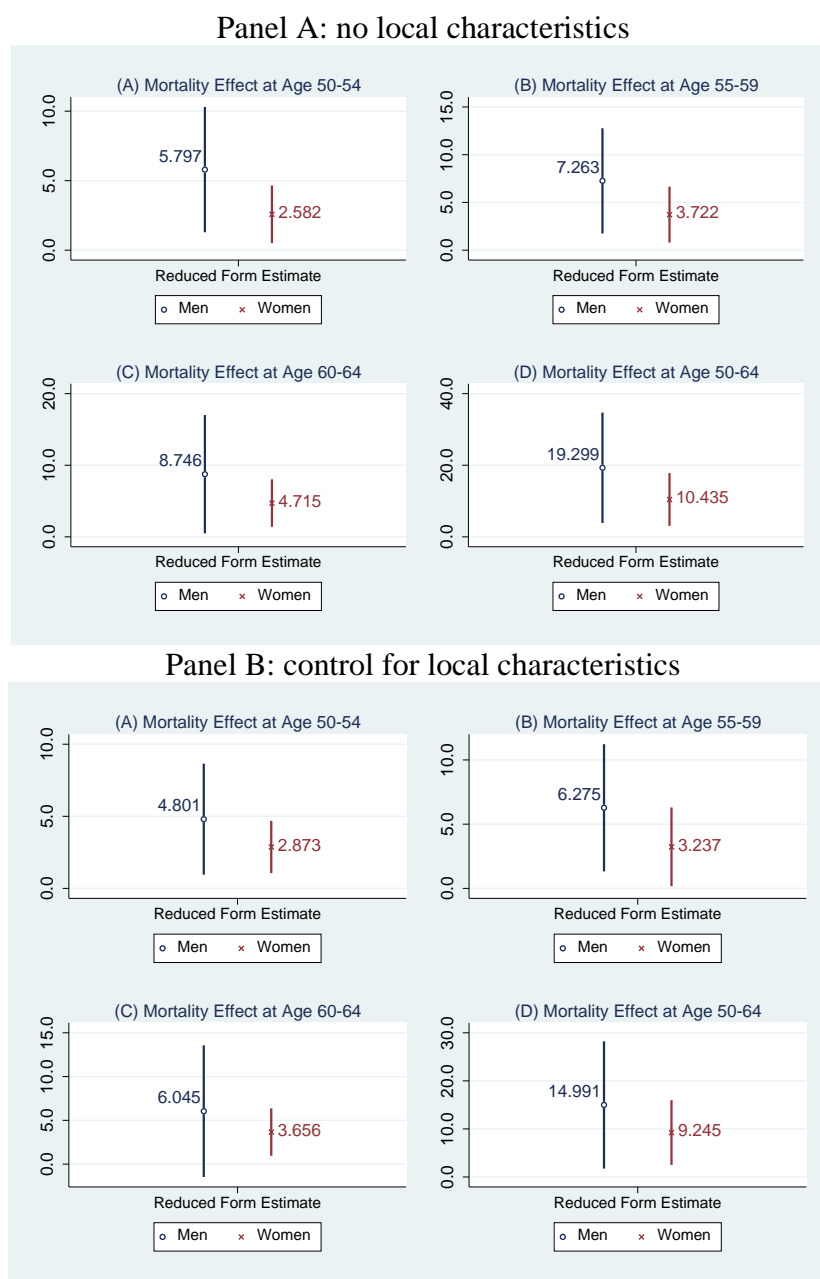 Panel A: no local characteristics
(A) Mortality Effect at Age 50-54
10.0
5.0
0.0
5.797
2.582
Reduced Form Estimate
Men Women
(B) Mortality Effect at Age 55-59
15.0
10.0
5.0
0.0
7.263
3.722
Reduced Form Estimate
Men Women
(C) Mortality Effect at Age 60-64
20.0
10.0
0.0
8.746
4.715
Reduced Form Estimate
Men Women
(D) Mortality Effect at Age 50-64
40.0
20.0
0.0
19.299
10.435
Reduced Form Estimate
Men Women
Panel B: control for local characteristics
(A) Mortality Effect at Age 50-54
10.0
5.0
0.0
4.801
2.873
Reduced Form Estimate
Men Women
(B) Mortality Effect at Age 55-59
10.0
5.0
0.0
6.275
3.237
Reduced Form Estimate
Men Women
(C) Mortality Effect at Age 60-64
15.0
10.0
5.0
0.0
6.045
3.656
Reduced Form Estimate
Men Women
(D) Mortality Effect at Age 50-64
30.0
20.0
10.0
0.0
14.991
9.245
Reduced Form Estimate
Men Women